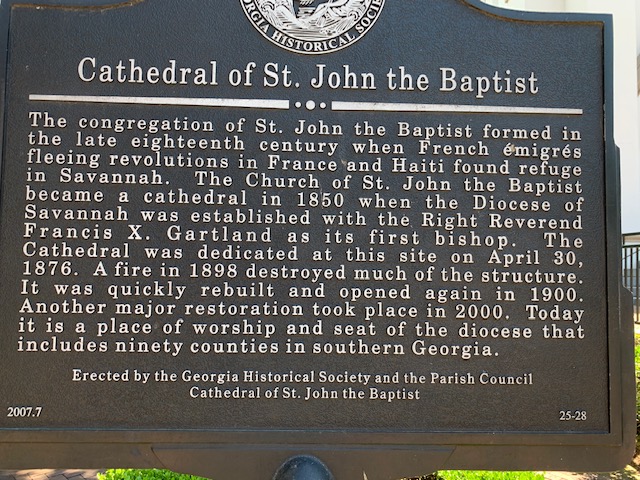 GEORGIA HISTORICAL SOCIETY
Cathedral of St. John the Baptist
The congregation of St. John the Baptist formed in
the late eighteenth century when French émigrés
fleeing revolutions in France and Haiti found refuge
in Savannah. The Church of St. John the Baptist
became a cathedral in 1850 when the Diocese of
Savannah was established with the Right Reverend
Francis X. Gartland as its first bishop. The
Cathedral was dedicated at this site on April 30,
1876. A fire in 1898 destroyed much of the structure.
It was quickly rebuilt and opened again in 1900.
Another major restoration took place in 2000. Today
it is a place of worship and seat of the diocese that
includes ninety counties in southern Georgia.
Erected by the Georgia Historical Society and the Parish Council
Cathedral of St. John the Baptist
2007.7 25-28